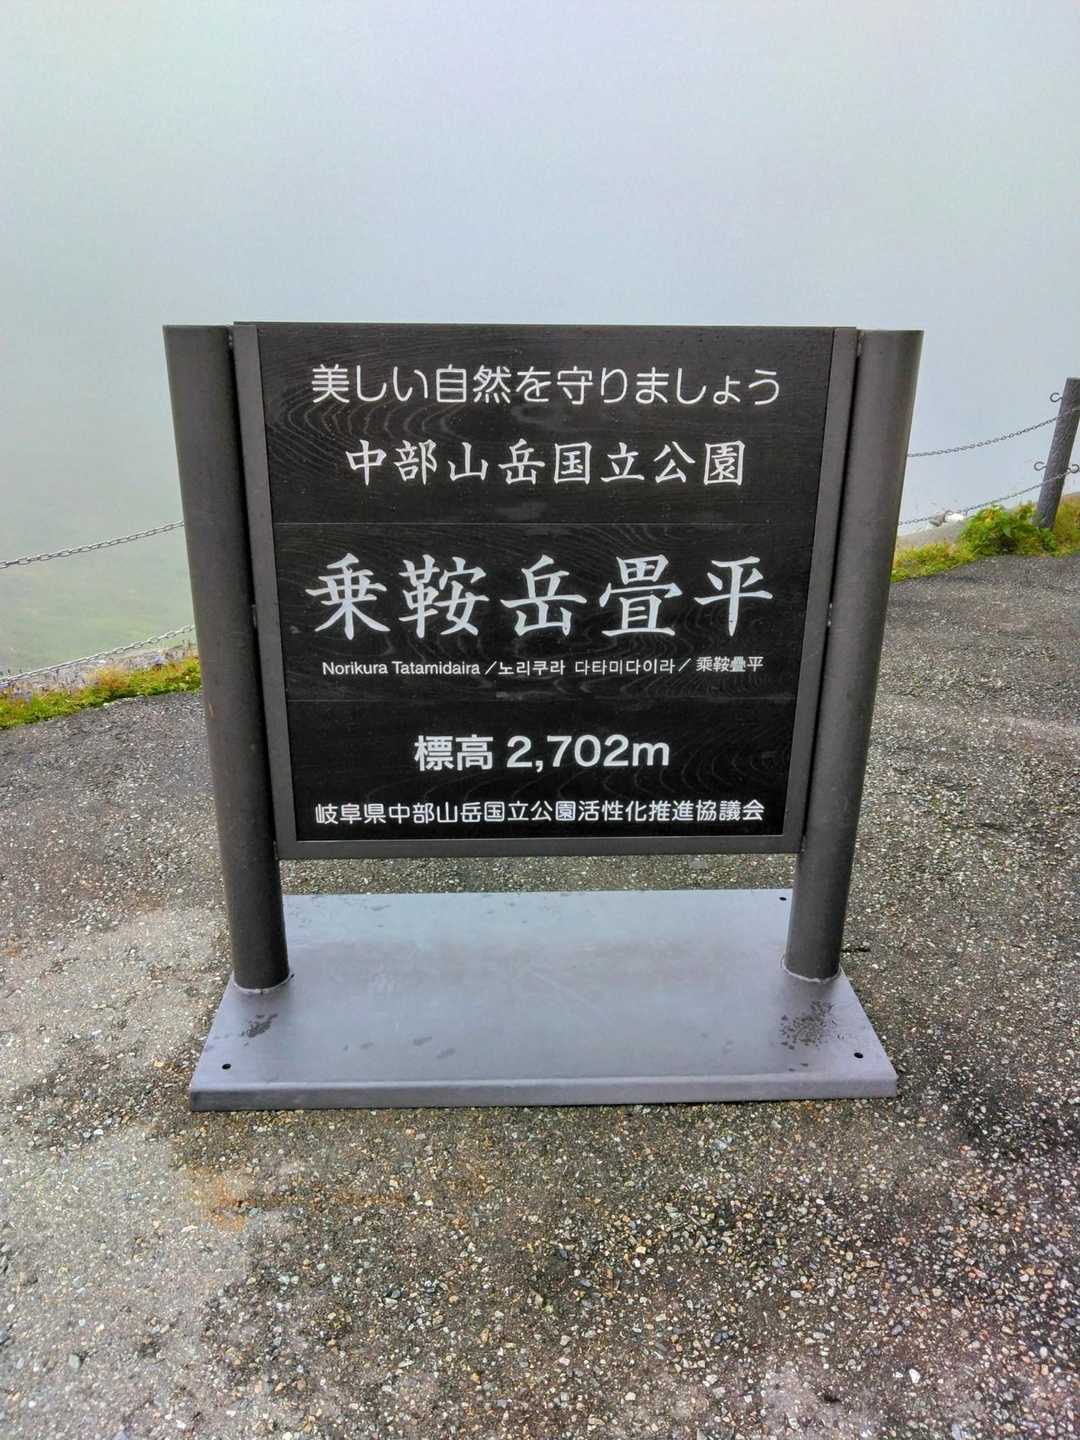 美しい自然を守りましょう
中部山岳国立公園
乗鞍岳畳平
Norikura Tatamidaira／노리쿠라 다타미다이라／乘鞍疊平
標高 2,702m
岐阜県中部山岳国立公園活性化推進協議会